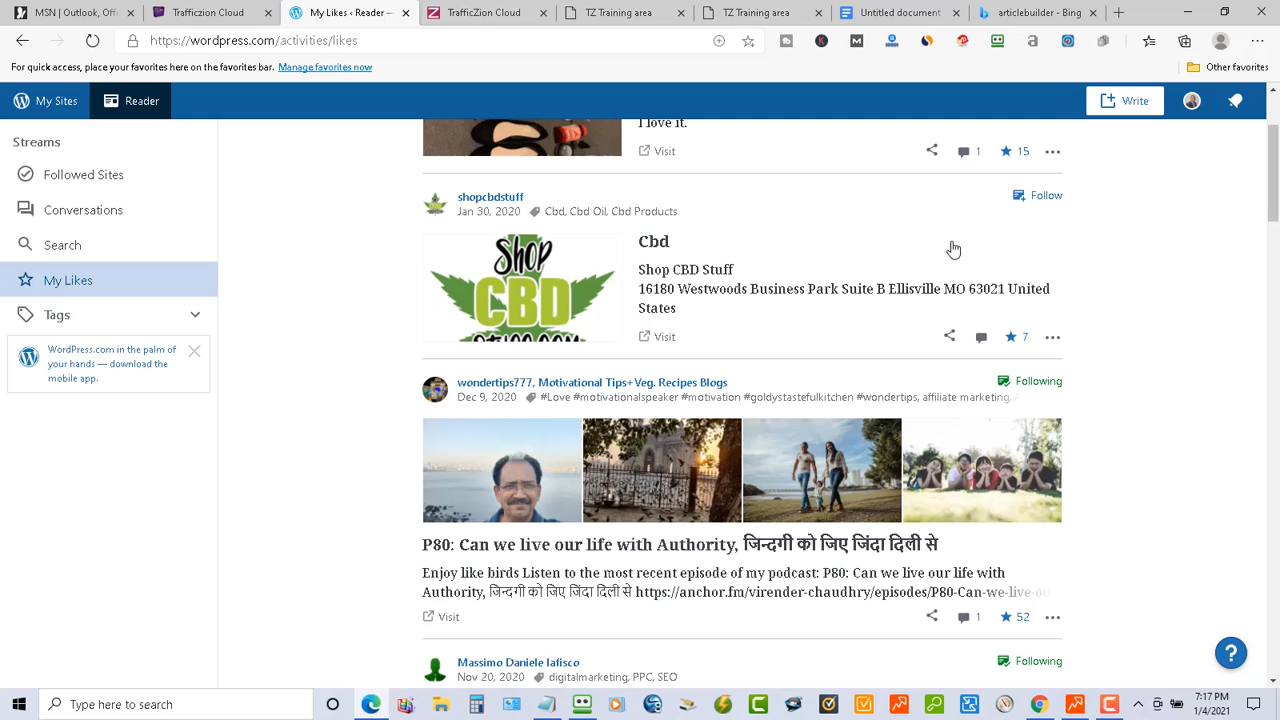 MSN | Outlook, Offi
Trafficzion Cloud
My Likes ‹ Reader —
Trafficzion Cloud
TZ Training
TZ Training
Untitled document
articlebuilder - Bing
https://wordpress.com/activities/likes
For quick access, place your favorites here on the favorites bar. Manage favorites now
Other favorites
My Sites
Reader
Write
Streams
Followed Sites
Conversations
Search
My Likes
Tags
WordPress.com in the palm of
your hands — download the
mobile app.
I love it.
Visit
1
15
shopcbdstuff
Follow
Jan 30, 2020
Cbd, Cbd Oil, Cbd Products
SHOP
CBD
STUFF.COM
Cbd
Shop CBD Stuff
16180 Westwoods Business Park Suite B Ellisville MO 63021 United
States
Visit
7
wondertips777, Motivational Tips+Veg. Recipes Blogs
Following
Dec 9, 2020
#Love #motivationalspeaker #motivation #goldystastefulkitchen #wondertips, affiliate marketing,
P80: Can we live our life with Authority, जिन्दगी को जिए जिंदा दिली से
Enjoy like birds Listen to the most recent episode of my podcast: P80: Can we live our life with
Authority, जिन्दगी को जिए जिंदा दिली से https://anchor.fm/virender-chaudhry/episodes/P80-Can-we-live-ou
Visit
1
52
Massimo Daniele Iafisco
Following
Nov 20, 2020
digitalmarketing, PPC, SEO
Type here to search
7:17 PM
1/4/2021